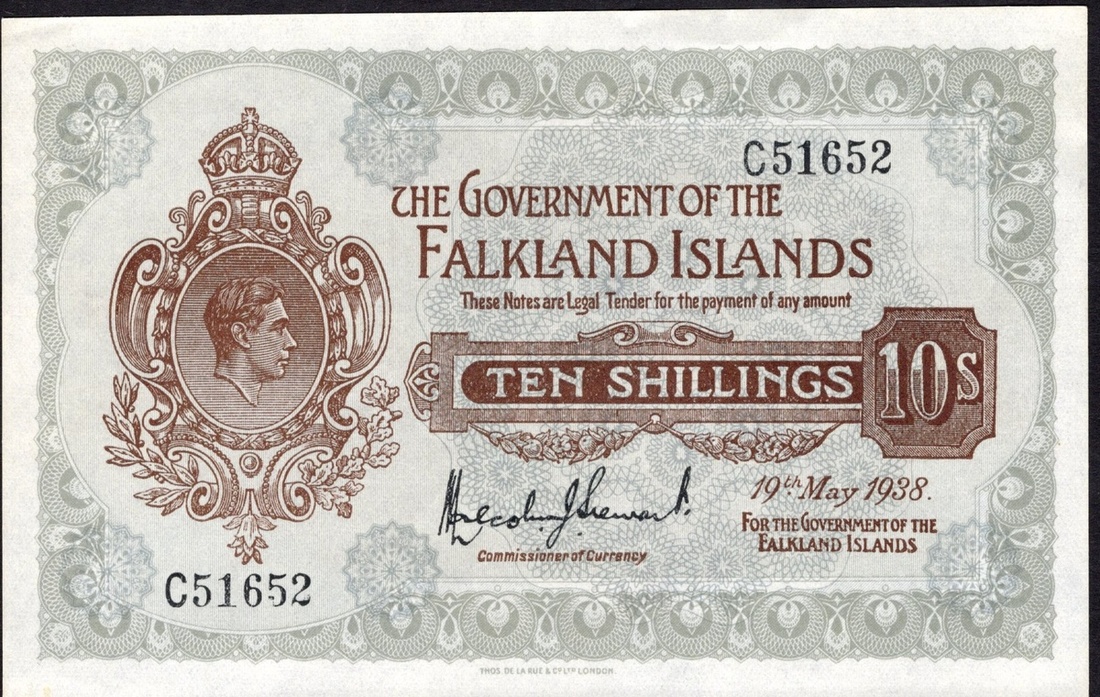 C51652
THE GOVERNMENT OF THE
FALKLAND ISLANDS
These Notes are Legal Tender for the payment of any amount
TEN SHILLINGS
10s
Malcolm J Stewart.
19th May 1938.
Commissioner of Currency
FOR THE GOVERNMENT OF THE
FALKLAND ISLANDS
C51652
THOS. DE LA RUE & CO LTD LONDON.